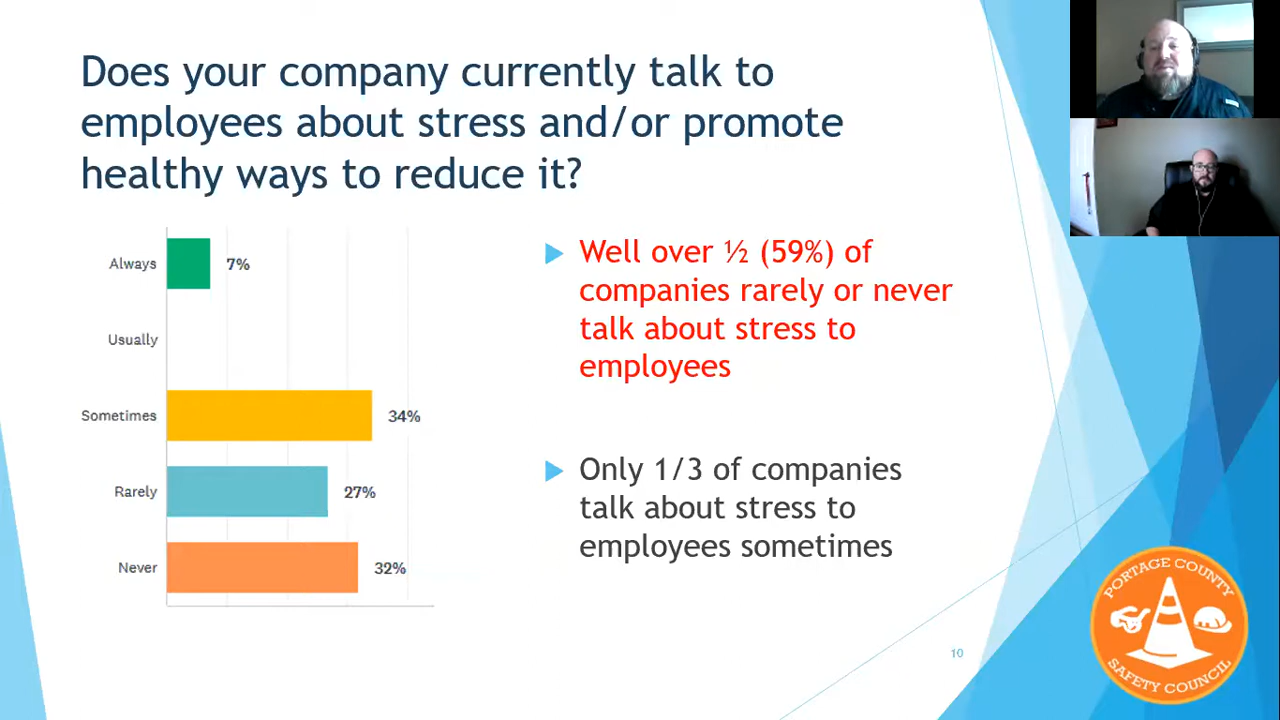 Does your company currently talk to
employees about stress and/or promote
healthy ways to reduce it?
Always
7%
Usually
Sometimes
34%
Rarely
27%
Never
32%
Well over ½ (59%) of
companies rarely or never
talk about stress to
employees
Only 1/3 of companies
talk about stress to
employees sometimes
10
PORTAGE COUNTY
SAFETY COUNCIL